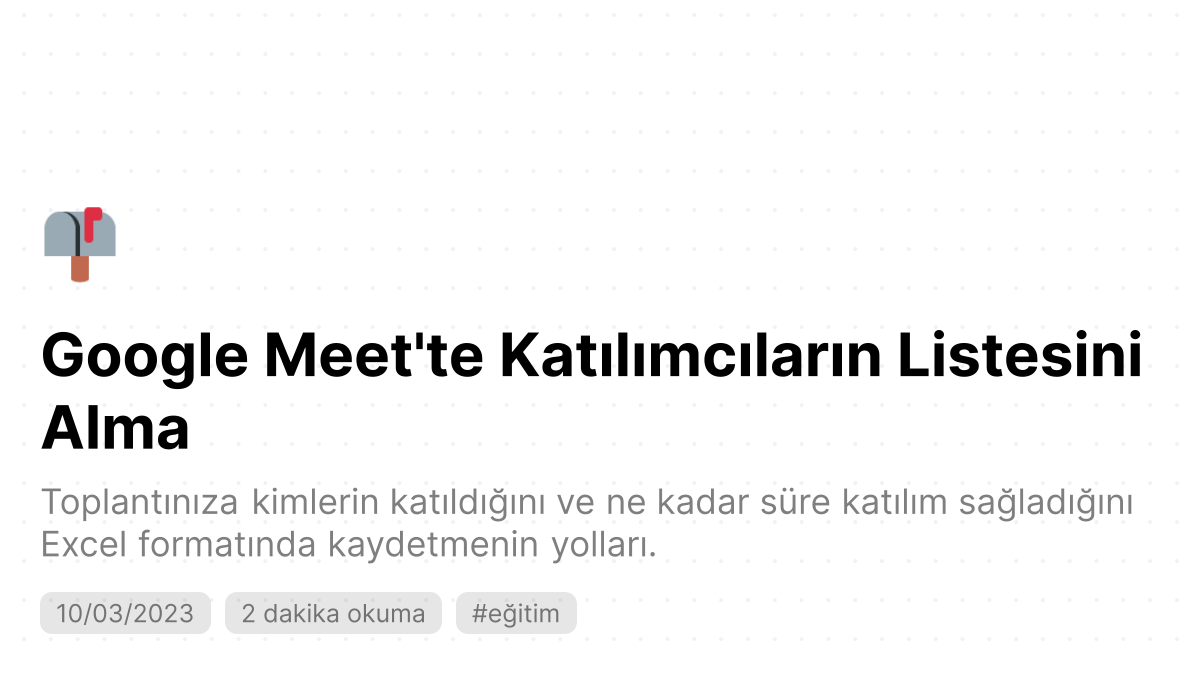 Google Meet'te Katılımcıların Listesini
Alma
Toplantınıza kimlerin katıldığını ve ne kadar süre katılım sağladığını
Excel formatında kaydetmenin yolları.
10/03/2023 2 dakika okuma #eğitim